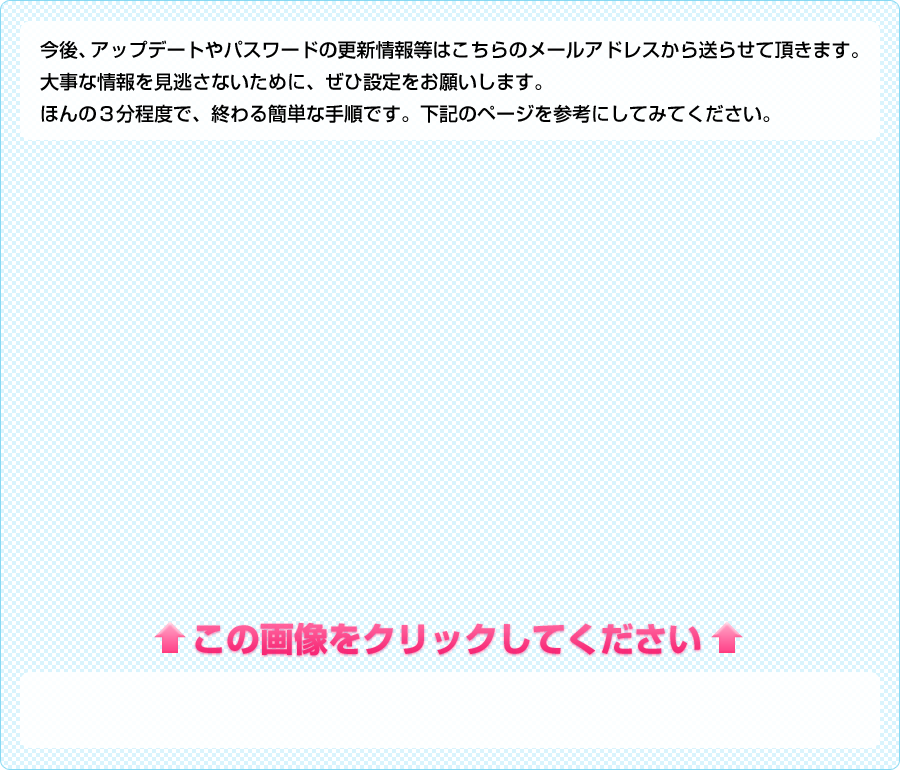 今後、アップデートやパスワードの更新情報等はこちらのメールアドレスから送らせて頂きます。
大事な情報を見逃さないために、ぜひ設定をお願いします。
ほんの３分程度で、終わる簡単な手順です。下記のページを参考にしてみてください。
この画像をクリックしてください